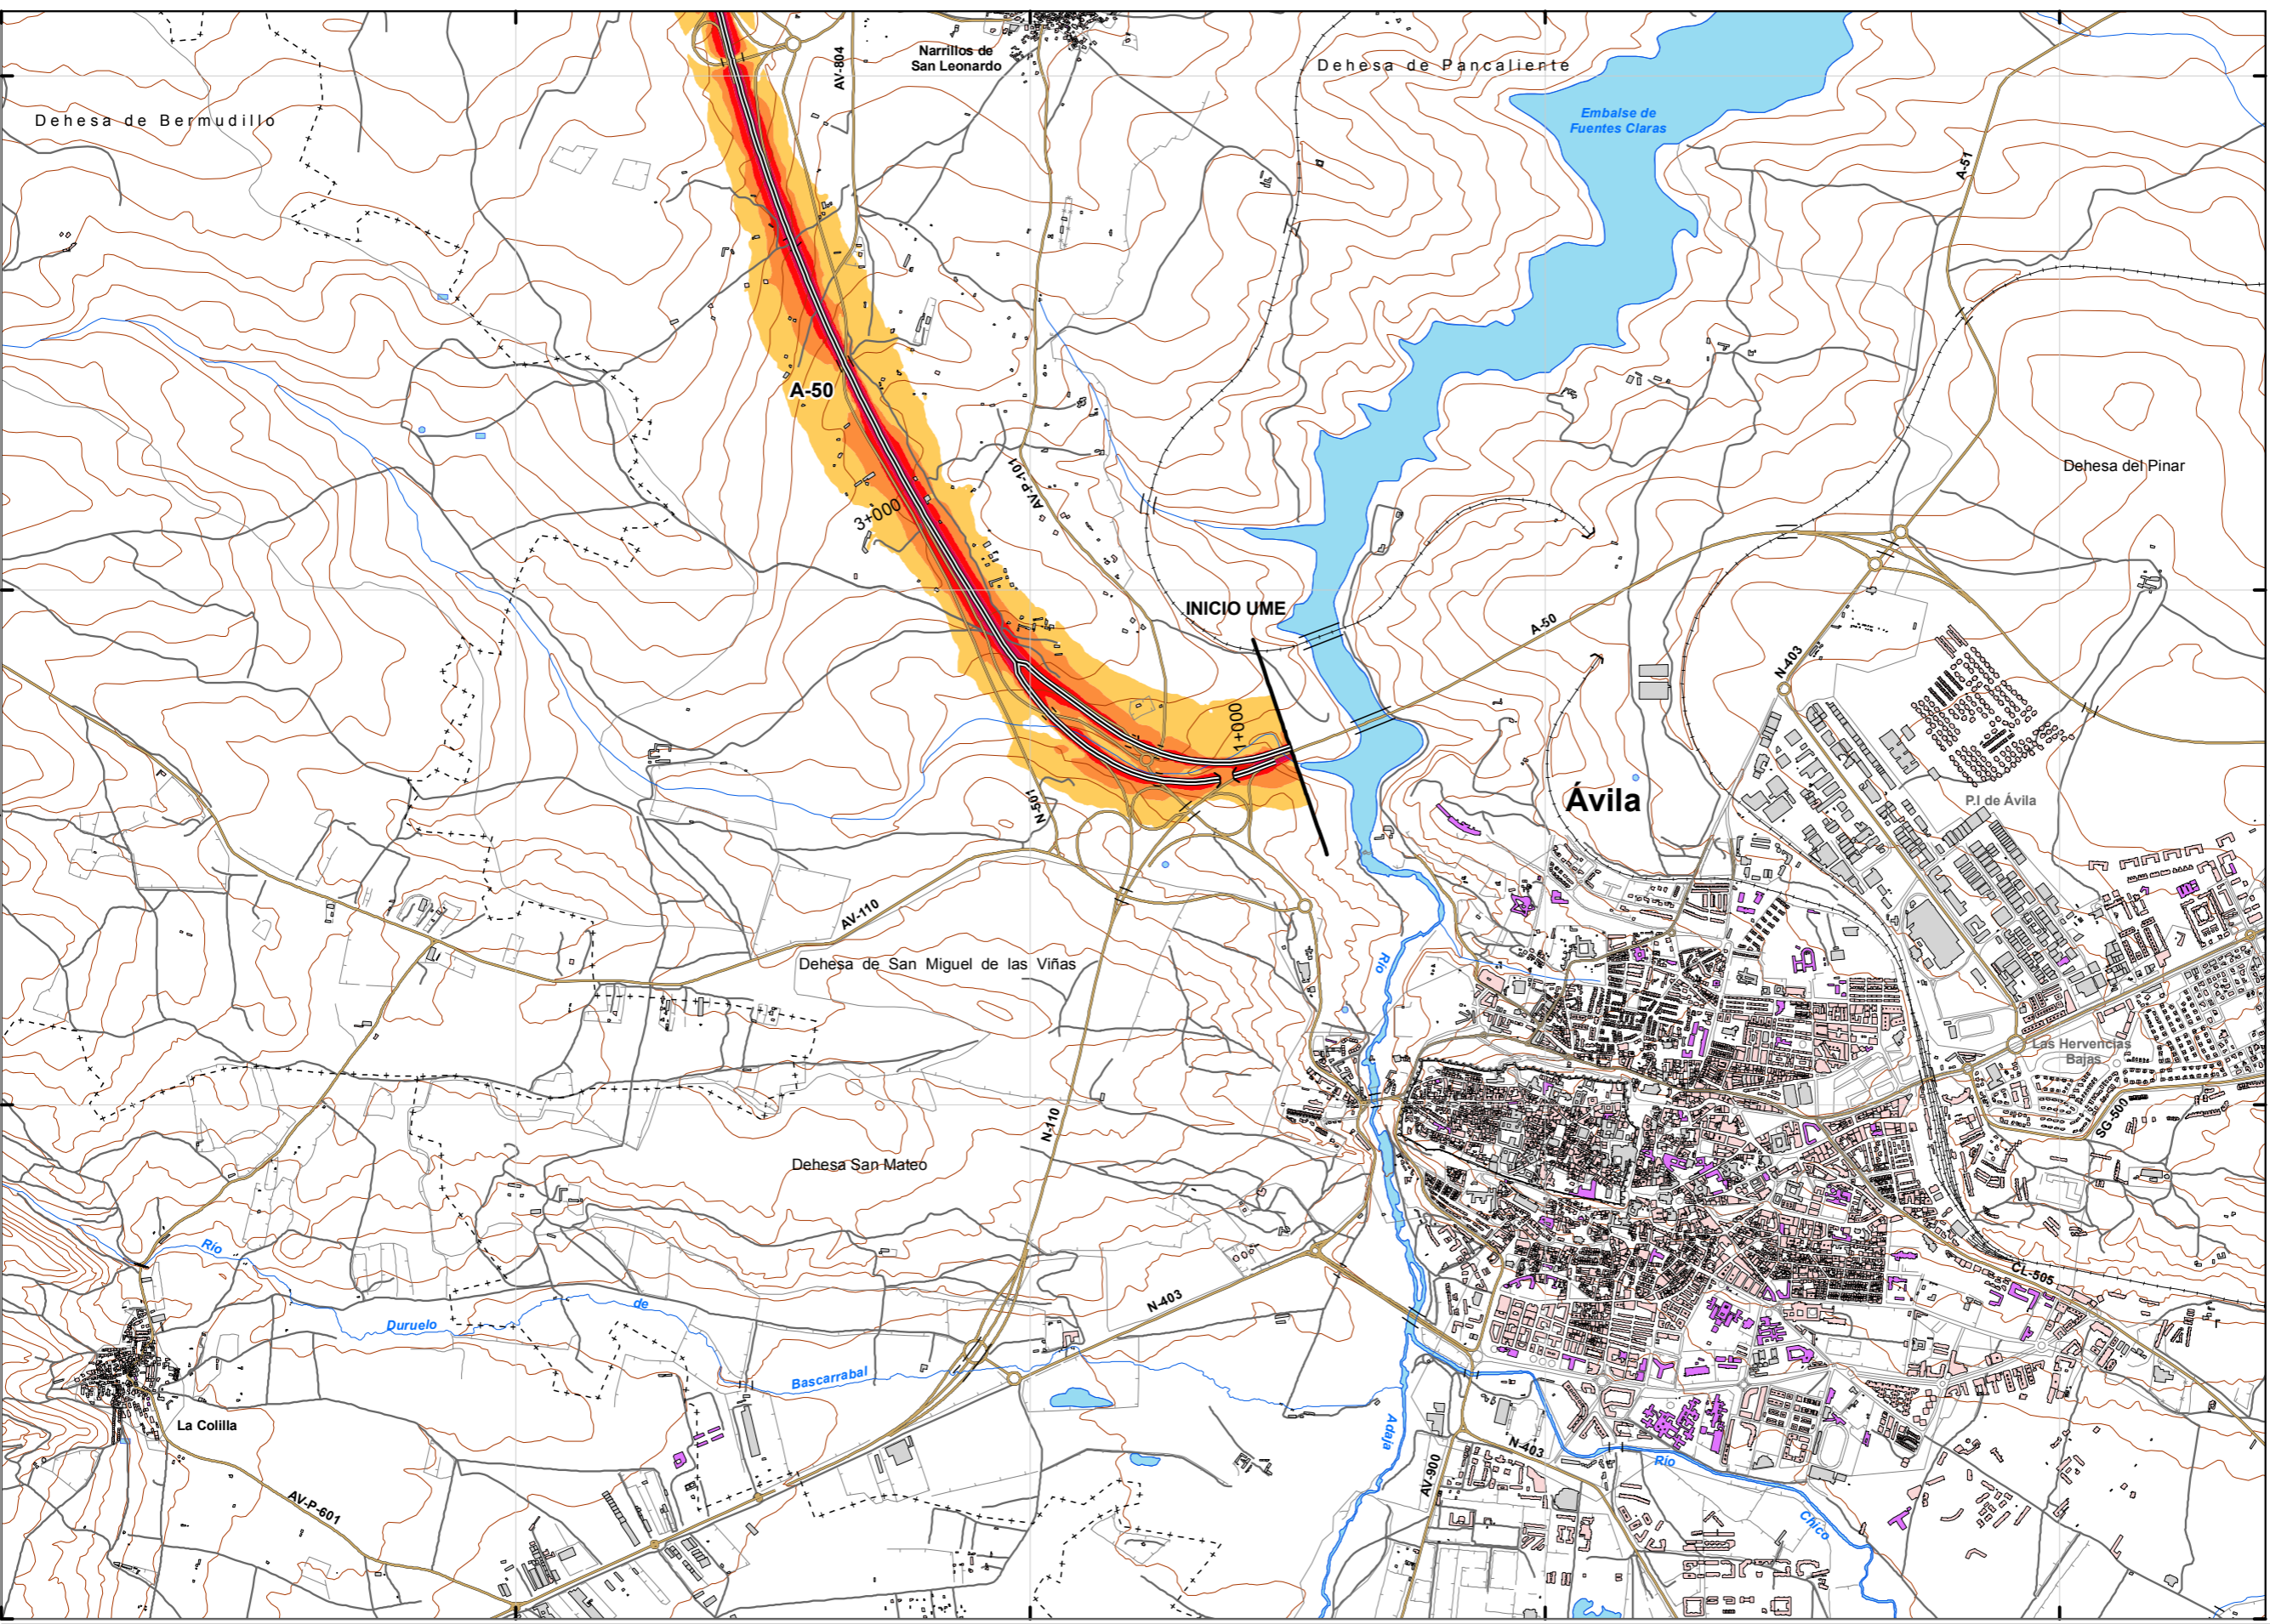 Narrillos de
San Leonardo
AV-804
Dehesa de Pancaliente
Dehesa de Bermudillo
Embalse de
Fuentes Claras
A-51
A-50
AV-P-101
Dehesa del Pinar
3+000
INICIO UME
A-50
N-403
1+000
N-501
Ávila
P.I de Ávila
AV-110
Dehesa de San Miguel de las Viñas
Río
Las Hervencias
Bajas
SG-500
N-110
Dehesa San Mateo
Río
de
Duruelo
N-403
CL-505
Bascarrabal
La Colilla
Adaja
N-403
Río
AV-900
AV-P-601
Chico